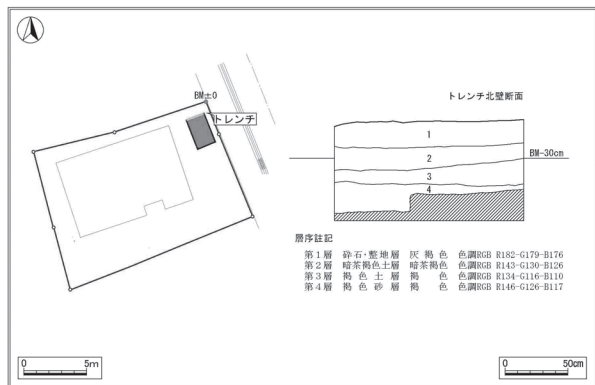 BM±0
トレンチ
トレンチ北壁断面
1
2
3
4
BM-30cm
層序註記
第1層 砕石・整地層 灰褐色 色調RGB R182-G179-B176
第2層 暗茶褐色土層 暗茶褐色 色調RGB R143-G130-B126
第3層 褐色土層 褐色 色調RGB R134-G116-B110
第4層 褐色砂層 褐色 色調RGB R146-G126-B117
0 5m
0 50cm